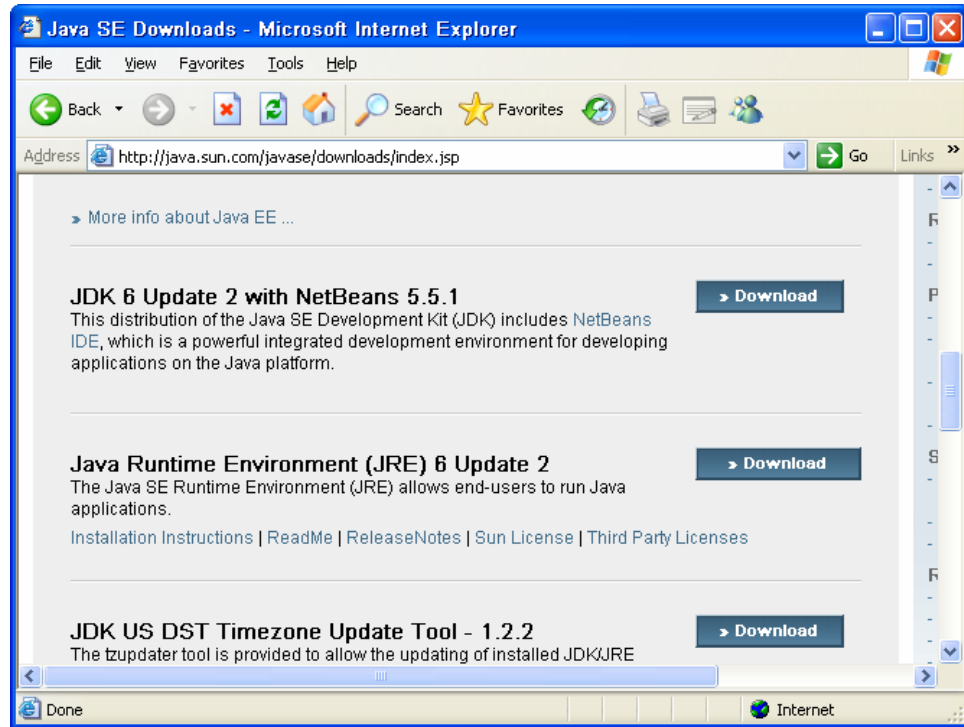 Java SE Downloads - Microsoft Internet Explorer
File Edit View Favorites Tools Help
Back Search Favorites
Address http://java.sun.com/javase/downloads/index.jsp Go Links »
» More info about Java EE ...
JDK 6 Update 2 with NetBeans 5.5.1
» Download
This distribution of the Java SE Development Kit (JDK) includes NetBeans
IDE, which is a powerful integrated development environment for developing
applications on the Java platform.
Java Runtime Environment (JRE) 6 Update 2
» Download
The Java SE Runtime Environment (JRE) allows end-users to run Java
applications.
Installation Instructions | ReadMe | ReleaseNotes | Sun License | Third Party Licenses
JDK US DST Timezone Update Tool - 1.2.2
» Download
The tzupdater tool is provided to allow the updating of installed JDK/JRE
Done Internet